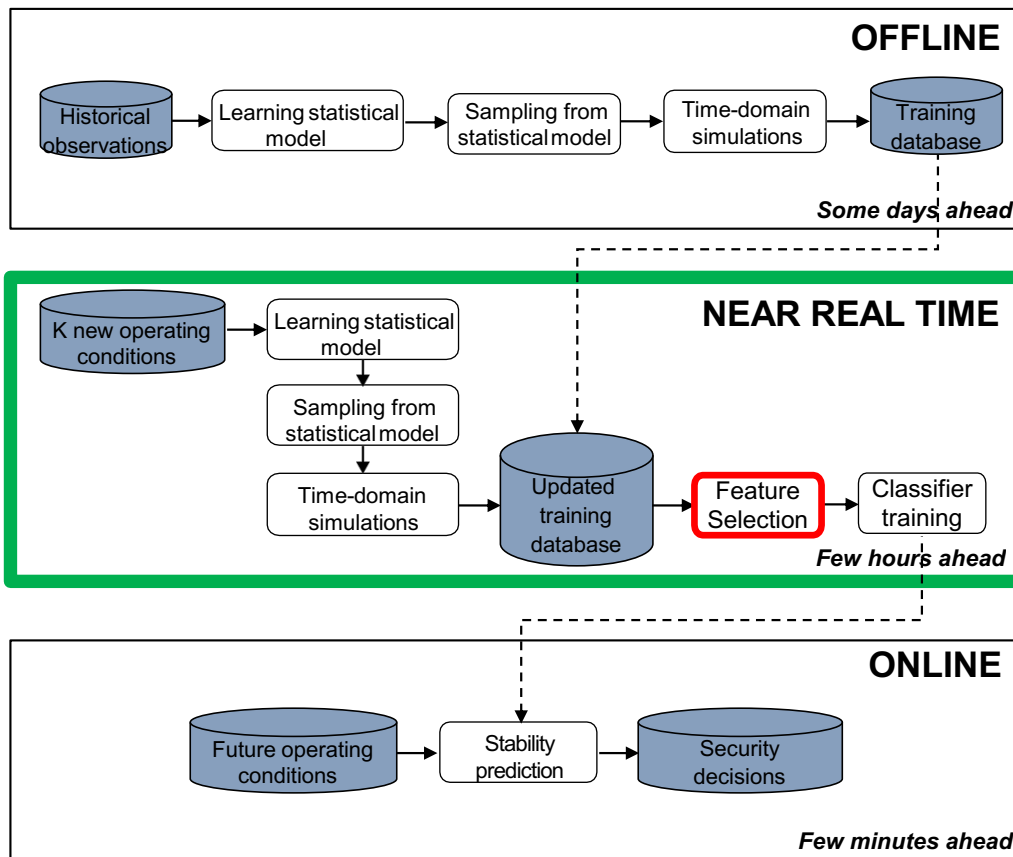 OFFLINE
Historical
observations
Learning statistical
model
Sampling from
statistical model
Time-domain
simulations
Training
database
Some days ahead
NEAR REAL TIME
K new operating
conditions
Learning statistical
model
Sampling from
statistical model
Time-domain
simulations
Updated
training
database
Feature
Selection
Classifier
training
Few hours ahead
ONLINE
Future operating
conditions
Stability
prediction
Security
decisions
Few minutes ahead